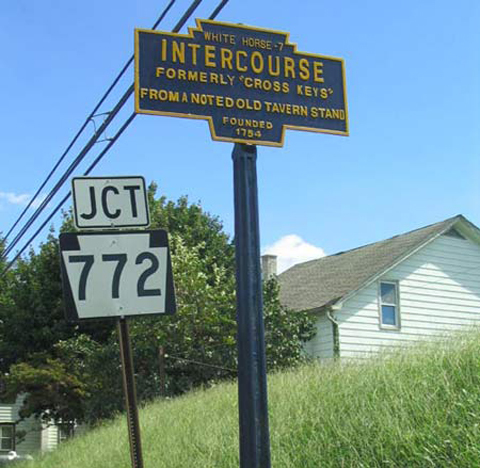 WHITE HORSE-7
INTERCOURSE
FORMERLY "CROSS KEYS"
FROM A NOTED OLD TAVERN STAND
FOUNDED
1754
JCT
772